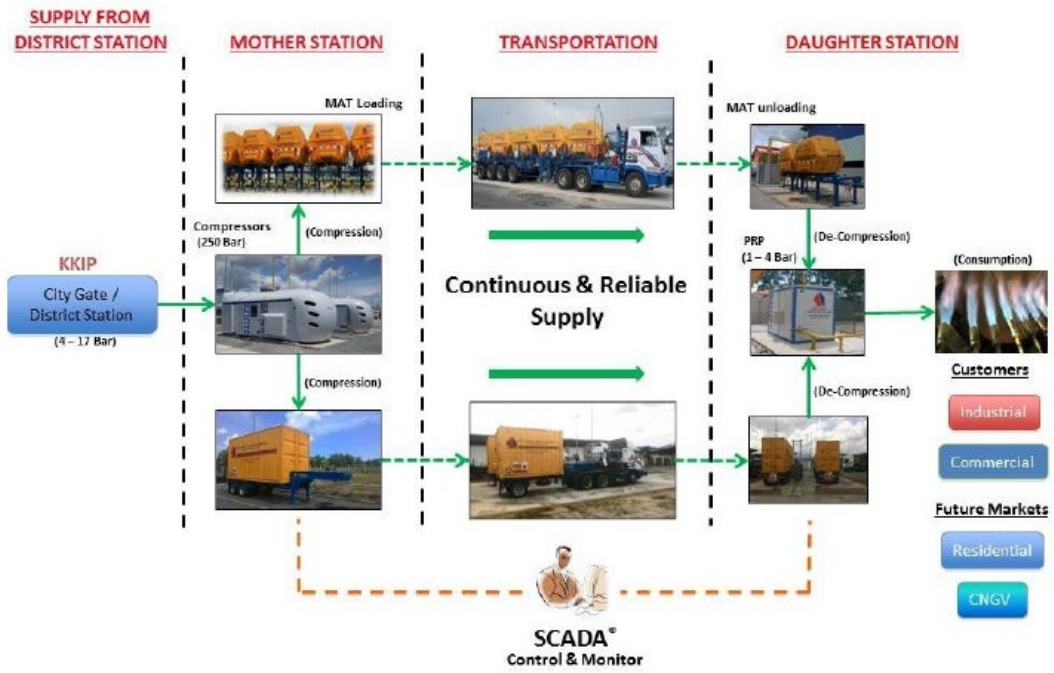 SUPPLY FROM
DISTRICT STATION
MOTHER STATION
TRANSPORTATION
DAUGHTER STATION
MAT Loading
MAT unloading
Compressors
(250 Bar)
(Compression)
PRP
(1 – 4 Bar)
(De-Compression)
(Consumption)
KKIP
City Gate /
District Station
(4 – 17 Bar)
Continuous & Reliable
Supply
(Compression)
(De-Compression)
Customers
Industrial
Commercial
Future Markets
Residential
CNGV
SCADA®
Control & Monitor